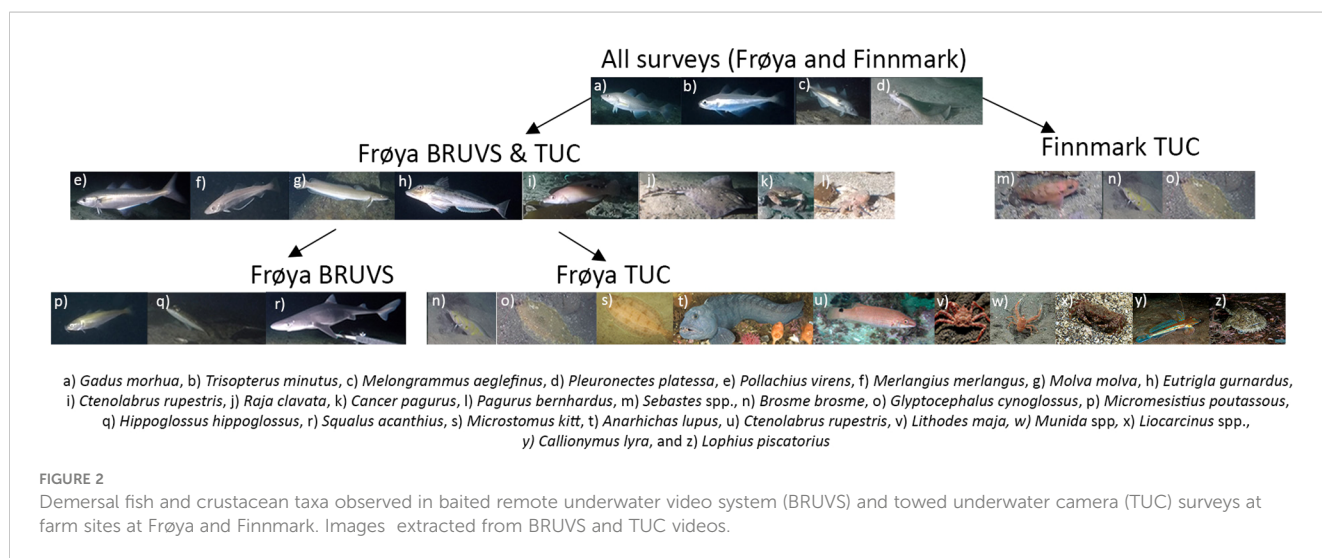 All surveys (Frøya and Finnmark)
a) b) c) d)
Frøya BRUVS & TUC
Finnmark TUC
e) f) g) h) i) j) k) l) m) n) o)
Frøya BRUVS
Frøya TUC
p) q) r) n) o) s) t) u) v) w) x) y) z)
a) Gadus morhua, b) Trisopterus minutus, c) Melongrammus aeglefinus, d) Pleuronectes platessa, e) Pollachius virens, f) Merlangius merlangus, g) Molva molva, h) Eutrigla gurnardus,
i) Ctenolabrus rupestris, j) Raja clavata, k) Cancer pagurus, l) Pagurus bernhardus, m) Sebastes spp., n) Brosme brosme, o) Glyptocephalus cynoglossus, p) Micromesistius poutassous,
q) Hippoglossus hippoglossus, r) Squalus acanthius, s) Microstomus kitt, t) Anarhichas lupus, u) Ctenolabrus rupestris, v) Lithodes maja, w) Munida spp, x) Liocarcinus spp.,
y) Callionymus lyra, and z) Lophius piscatorius
FIGURE 2
Demersal fish and crustacean taxa observed in baited remote underwater video system (BRUVS) and towed underwater camera (TUC) surveys at
farm sites at Frøya and Finnmark. Images extracted from BRUVS and TUC videos.